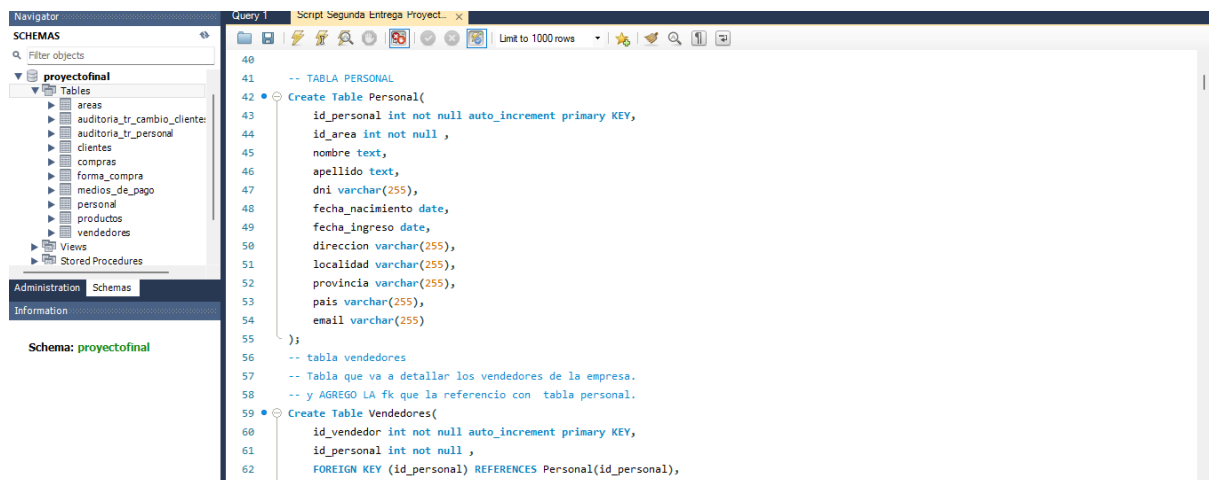 Navigator
SCHEMAS
Filter objects
proyectofinal
Tables
areas
auditoria_tr_cambio_clientes
auditoria_tr_personal
clientes
compras
forma_compra
medios_de_pago
personal
productos
vendedores
Views
Stored Procedures
Administration Schemas
Information
Schema: proyectofinal
Query 1 Script Segunda Entrega Proyect... x
Limit to 1000 rows
40
41 -- TABLA PERSONAL
42 Create Table Personal(
43 id_personal int not null auto_increment primary KEY,
44 id_area int not null ,
45 nombre text,
46 apellido text,
47 dni varchar(255),
48 fecha_nacimiento date,
49 fecha_ingreso date,
50 direccion varchar(255),
51 localidad varchar(255),
52 provincia varchar(255),
53 pais varchar(255),
54 email varchar(255)
55 );
56 -- tabla vendedores
57 -- Tabla que va a detallar los vendedores de la empresa.
58 -- y AGREGO LA fk que la referencio con  tabla personal.
59 Create Table Vendedores(
60 id_vendedor int not null auto_increment primary KEY,
61 id_personal int not null ,
62 FOREIGN KEY (id_personal) REFERENCES Personal(id_personal),